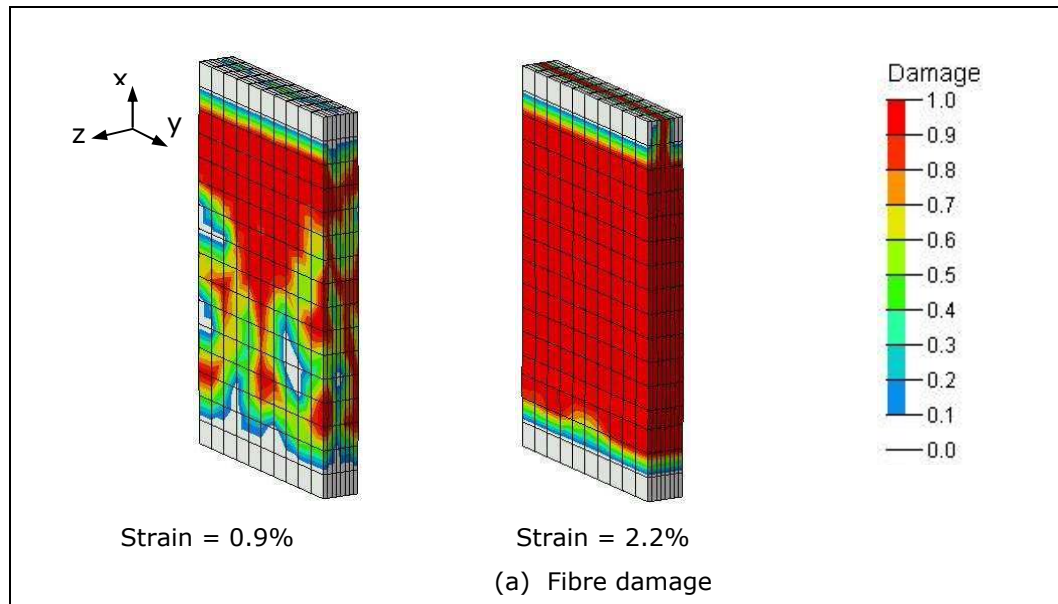 x
z
y
Damage
1.0
0.9
0.8
0.7
0.6
0.5
0.4
0.3
0.2
0.1
0.0
Strain = 0.9%
Strain = 2.2%
(a) Fibre damage